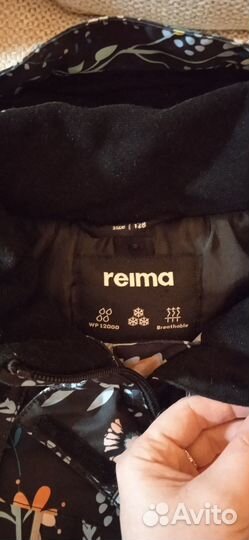 size | 128
reima
WP 12000
Breathable
Avito